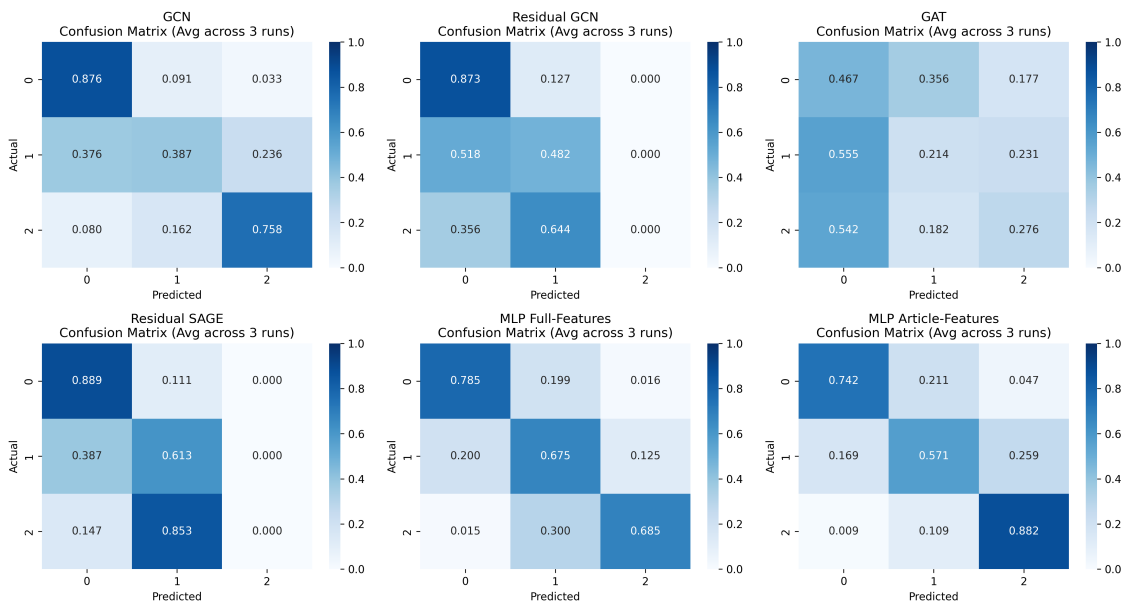 GCN
Confusion Matrix (Avg across 3 runs)
1.0
0 0.876 0.091 0.033
0.8
0.6
Actual
1 0.376 0.387 0.236
0.4
0.2
2 0.080 0.162 0.758
0.0
0 1 2
Predicted
Residual GCN
Confusion Matrix (Avg across 3 runs)
1.0
0 0.873 0.127 0.000
0.8
0.6
Actual
1 0.518 0.482 0.000
0.4
0.2
2 0.356 0.644 0.000
0.0
0 1 2
Predicted
GAT
Confusion Matrix (Avg across 3 runs)
1.0
0 0.467 0.356 0.177
0.8
0.6
Actual
1 0.555 0.214 0.231
0.4
0.2
2 0.542 0.182 0.276
0.0
0 1 2
Predicted
Residual SAGE
Confusion Matrix (Avg across 3 runs)
1.0
0 0.889 0.111 0.000
0.8
0.6
Actual
1 0.387 0.613 0.000
0.4
0.2
2 0.147 0.853 0.000
0.0
0 1 2
Predicted
MLP Full-Features
Confusion Matrix (Avg across 3 runs)
1.0
0 0.785 0.199 0.016
0.8
0.6
Actual
1 0.200 0.675 0.125
0.4
0.2
2 0.015 0.300 0.685
0.0
0 1 2
Predicted
MLP Article-Features
Confusion Matrix (Avg across 3 runs)
1.0
0 0.742 0.211 0.047
0.8
0.6
Actual
1 0.169 0.571 0.259
0.4
0.2
2 0.009 0.109 0.882
0.0
0 1 2
Predicted